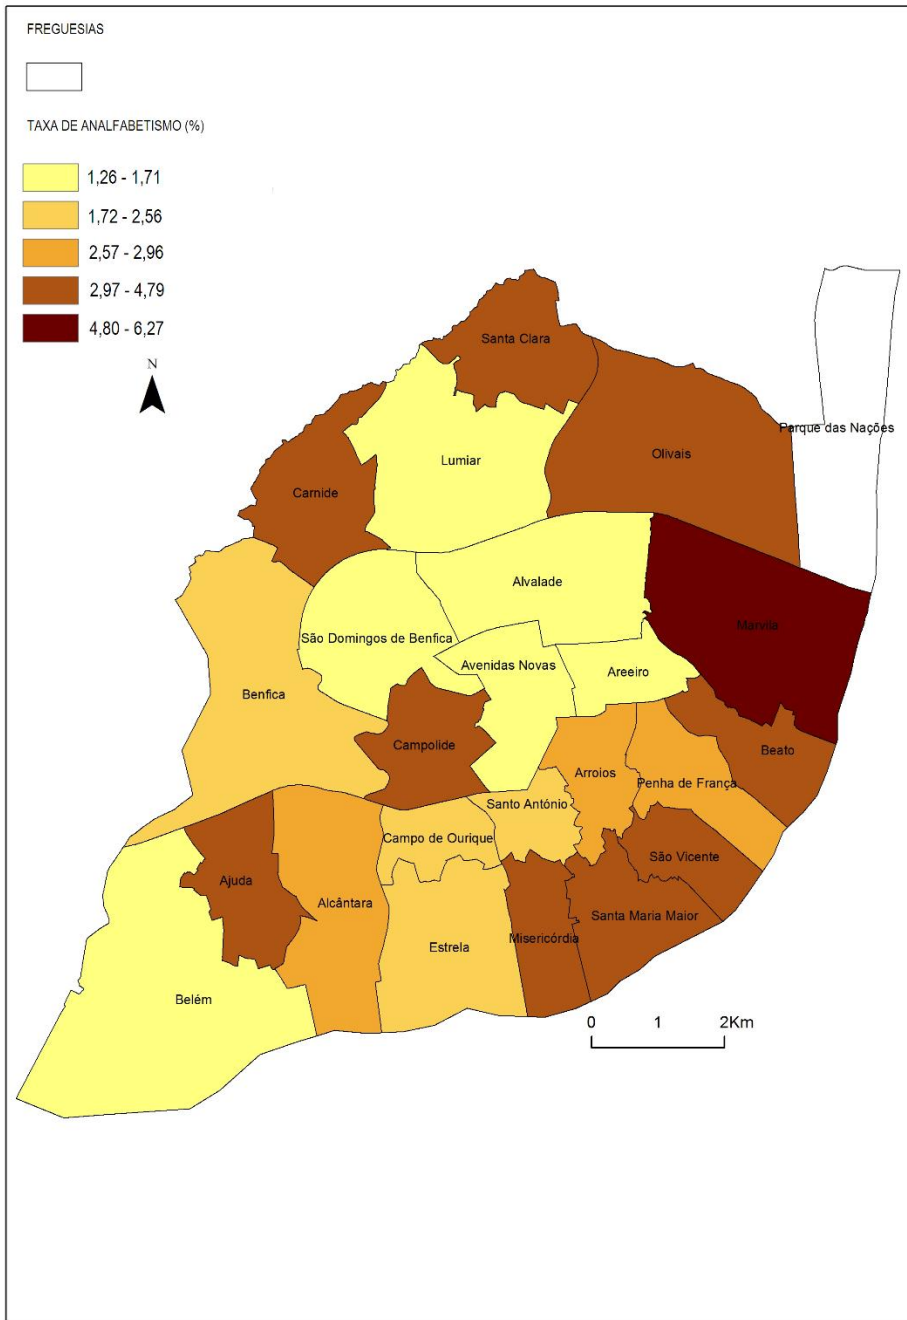 FREGUESIAS
TAXA DE ANALFABETISMO (%)
1,26 - 1,71
1,72 - 2,56
2,57 - 2,96
2,97 - 4,79
4,80 - 6,27
N
Santa Clara
Parque das Nações
Olivais
Lumiar
Carnide
Alvalade
Marvila
São Domingos de Benfica
Avenidas Novas
Areeiro
Benfica
Campolide
Beato
Arroios
Penha de França
Santo António
Campo de Ourique
São Vicente
Ajuda
Alcântara
Santa Maria Maior
Misericórdia
Estrela
Belém
0 1 2Km